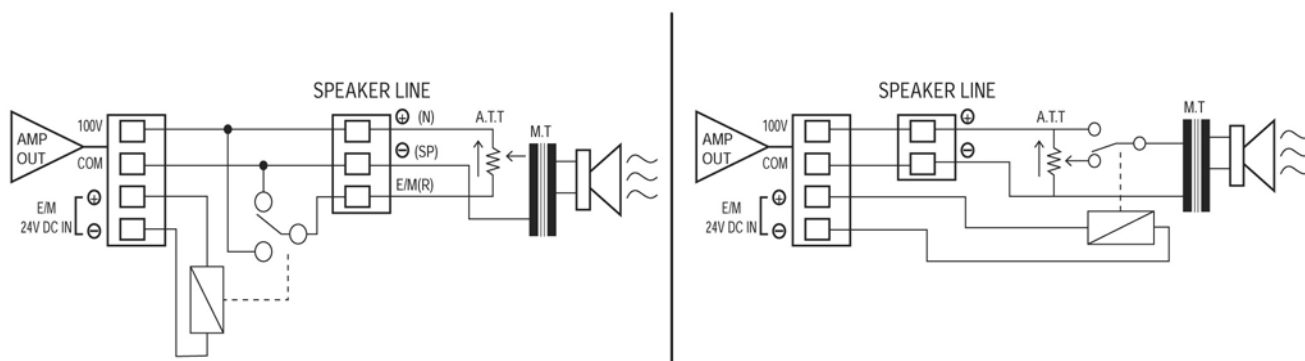 SPEAKER LINE
AMP
OUT
100V
COM
E/M
24V DC IN
⊕
⊖
⊕ (N)
⊖ (SP)
E/M(R)
A.T.T
M.T
SPEAKER LINE
AMP
OUT
100V
COM
E/M
24V DC IN
⊕
⊖
⊕
⊖
A.T.T
M.T